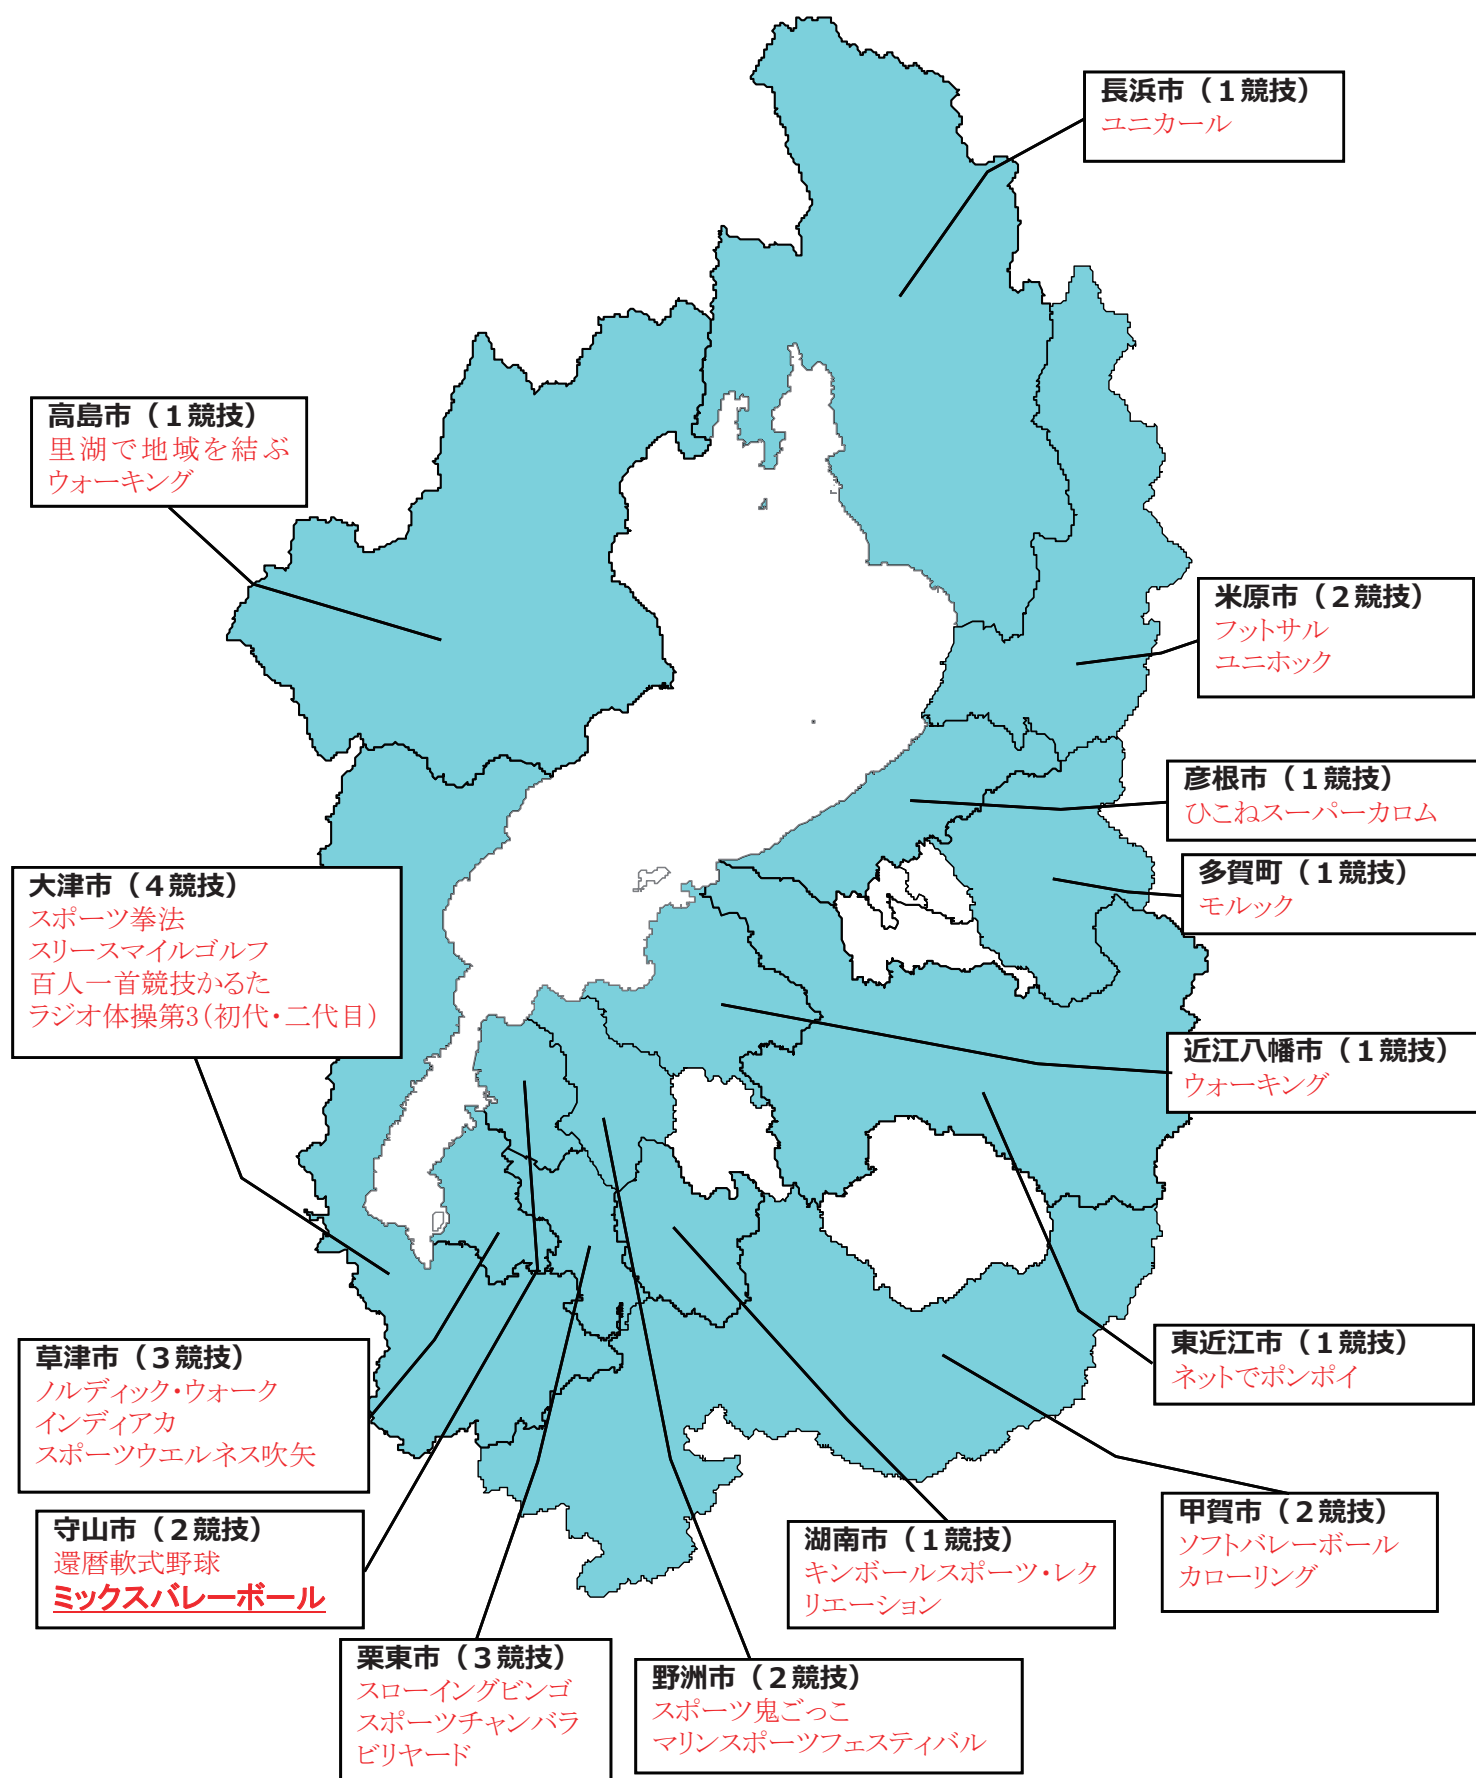 長浜市（１競技）
ユニカール
高島市（１競技）
里湖で地域を結ぶ
ウォーキング
米原市（２競技）
フットサル
ユニホック
彦根市（１競技）
ひこねスーパーカロム
多賀町（１競技）
モルック
大津市（４競技）
スポーツ拳法
スリースマイルゴルフ
百人一首競技かるた
ラジオ体操第3（初代・二代目）
近江八幡市（１競技）
ウォーキング
東近江市（１競技）
ネットでポンポイ
草津市（３競技）
ノルディック・ウォーク
インディアカ
スポーツウエルネス吹矢
甲賀市（２競技）
ソフトバレーボール
カローリング
守山市（２競技）
還暦軟式野球
ミックスバレーボール
湖南市（１競技）
キンボールスポーツ・レク
リエーション
栗東市（３競技）
スローイングビンゴ
スポーツチャンバラ
ビリヤード
野洲市（２競技）
スポーツ鬼ごっこ
マリンスポーツフェスティバル